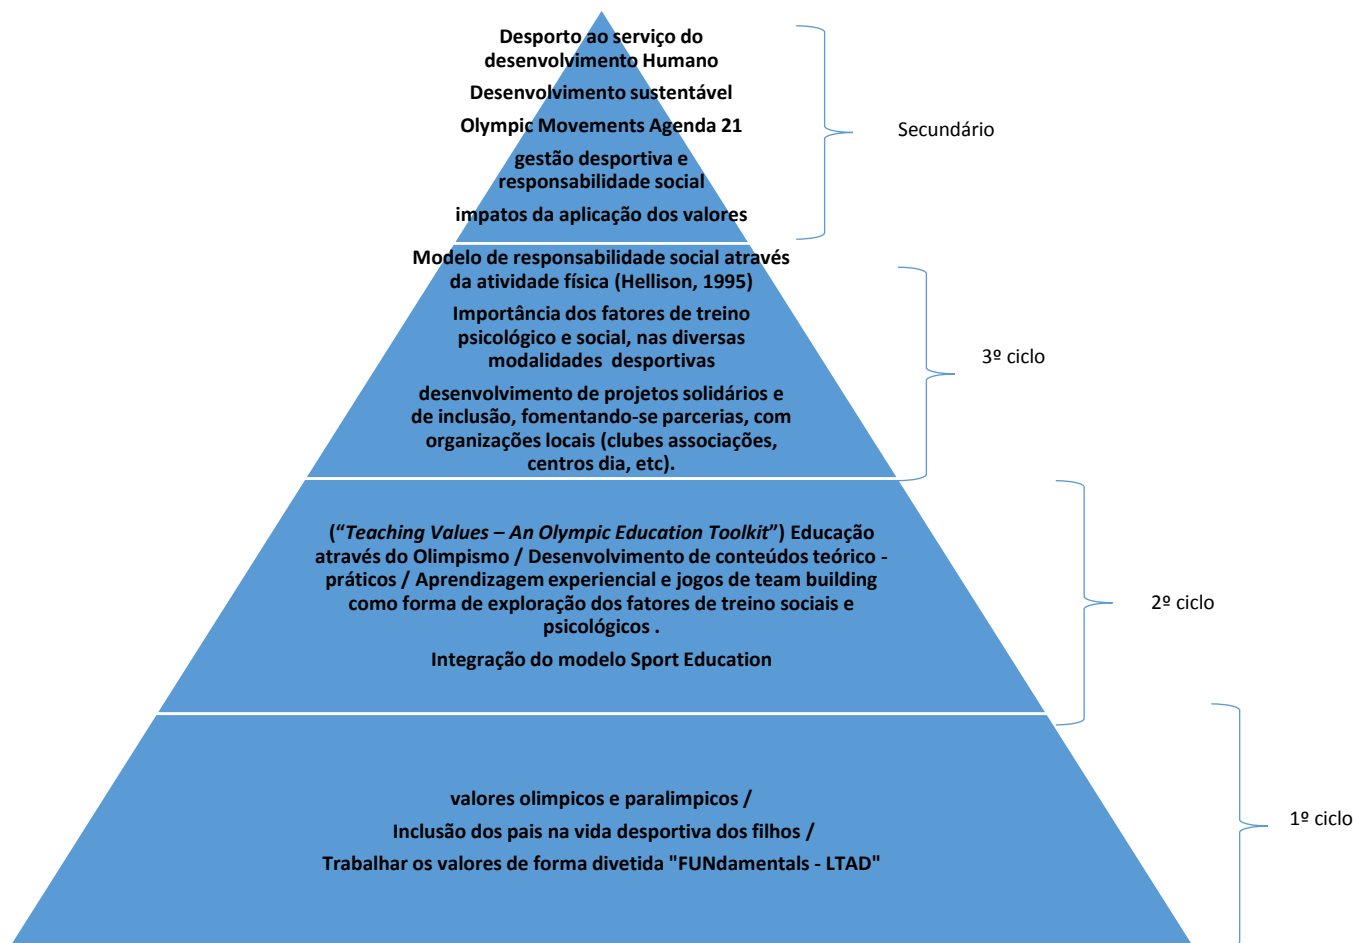 Desporto ao serviço do
desenvolvimento Humano
Desenvolvimento sustentável
Olympic Movements Agenda 21
gestão desportiva e
responsabilidade social
impatos da aplicação dos valores
Secundário
Modelo de responsabilidade social através
da atividade física (Hellison, 1995)
Importância dos fatores de treino
psicológico e social, nas diversas
modalidades desportivas
desenvolvimento de projetos solidários e
de inclusão, fomentando-se parcerias, com
organizações locais (clubes associações,
centros dia, etc).
3º ciclo
(“Teaching Values – An Olympic Education Toolkit”) Educação
através do Olimpismo / Desenvolvimento de conteúdos teórico -
práticos / Aprendizagem experiencial e jogos de team building
como forma de exploração dos fatores de treino sociais e
psicológicos .
Integração do modelo Sport Education
2º ciclo
valores olimpicos e paralimpicos /
Inclusão dos pais na vida desportiva dos filhos /
Trabalhar os valores de forma divetida "FUNdamentals - LTAD"
1º ciclo